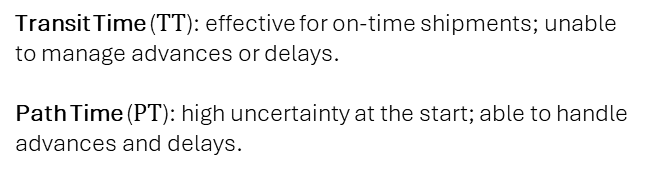 Transit Time (TT): effective for on-time shipments; unable
to manage advances or delays.
Path Time (PT): high uncertainty at the start; able to handle
advances and delays.